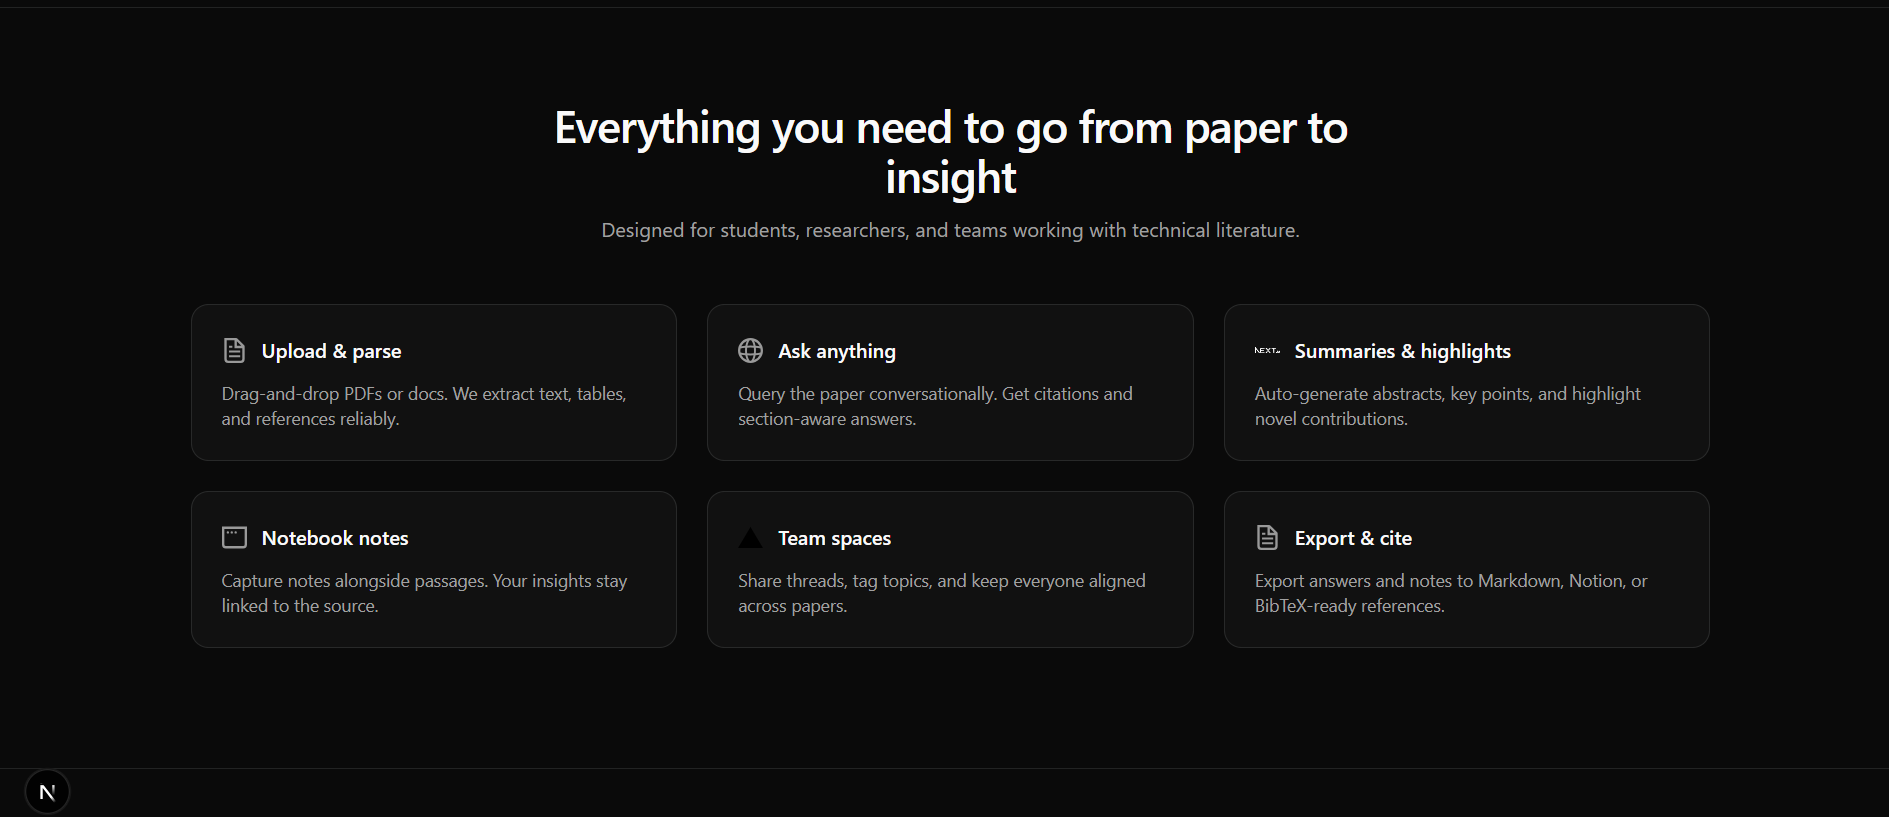 Everything you need to go from paper to
insight
Designed for students, researchers, and teams working with technical literature.
Upload & parse
Drag-and-drop PDFs or docs. We extract text, tables,
and references reliably.
Ask anything
Query the paper conversationally. Get citations and
section-aware answers.
NEXT.js
Summaries & highlights
Auto-generate abstracts, key points, and highlight
novel contributions.
Notebook notes
Capture notes alongside passages. Your insights stay
linked to the source.
Team spaces
Share threads, tag topics, and keep everyone aligned
across papers.
Export & cite
Export answers and notes to Markdown, Notion, or
BibTeX-ready references.
N